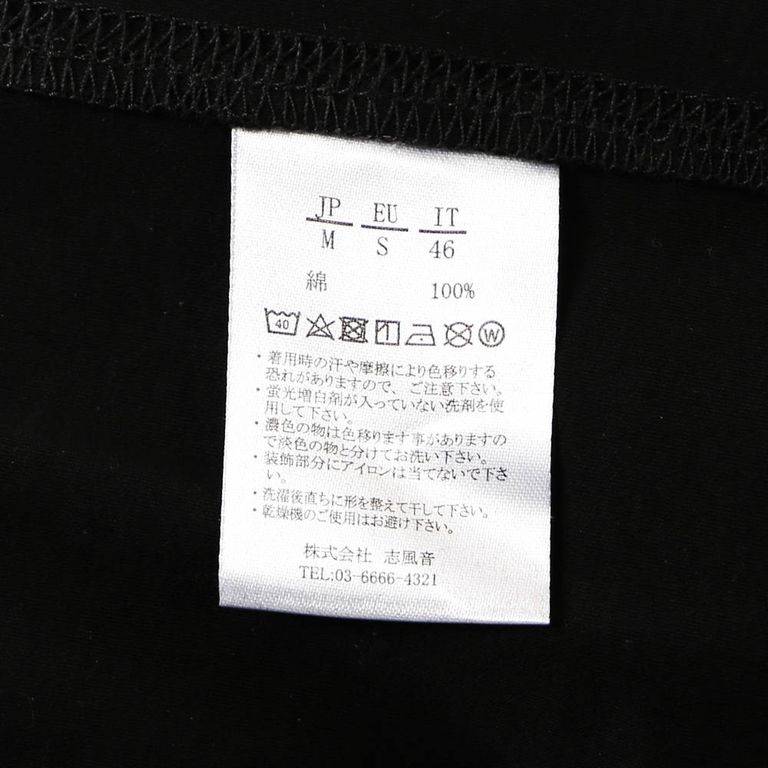 JP EU IT
M S 46
綿 100%
40 W
・着用時の汗や摩擦により色移りする
恐れがありますので、ご注意下さい。
・蛍光増白剤が入っていない洗剤を使
用して下さい。
・濃色の物は色移ります事がありますの
で淡色の物と分けてお洗い下さい。
・装飾部分にアイロンは当てないで下さ
い。
・洗濯後直ちに形を整えて干して下さい。
・乾燥機のご使用はお避け下さい。
株式会社 志風音
TEL:03-6666-4321